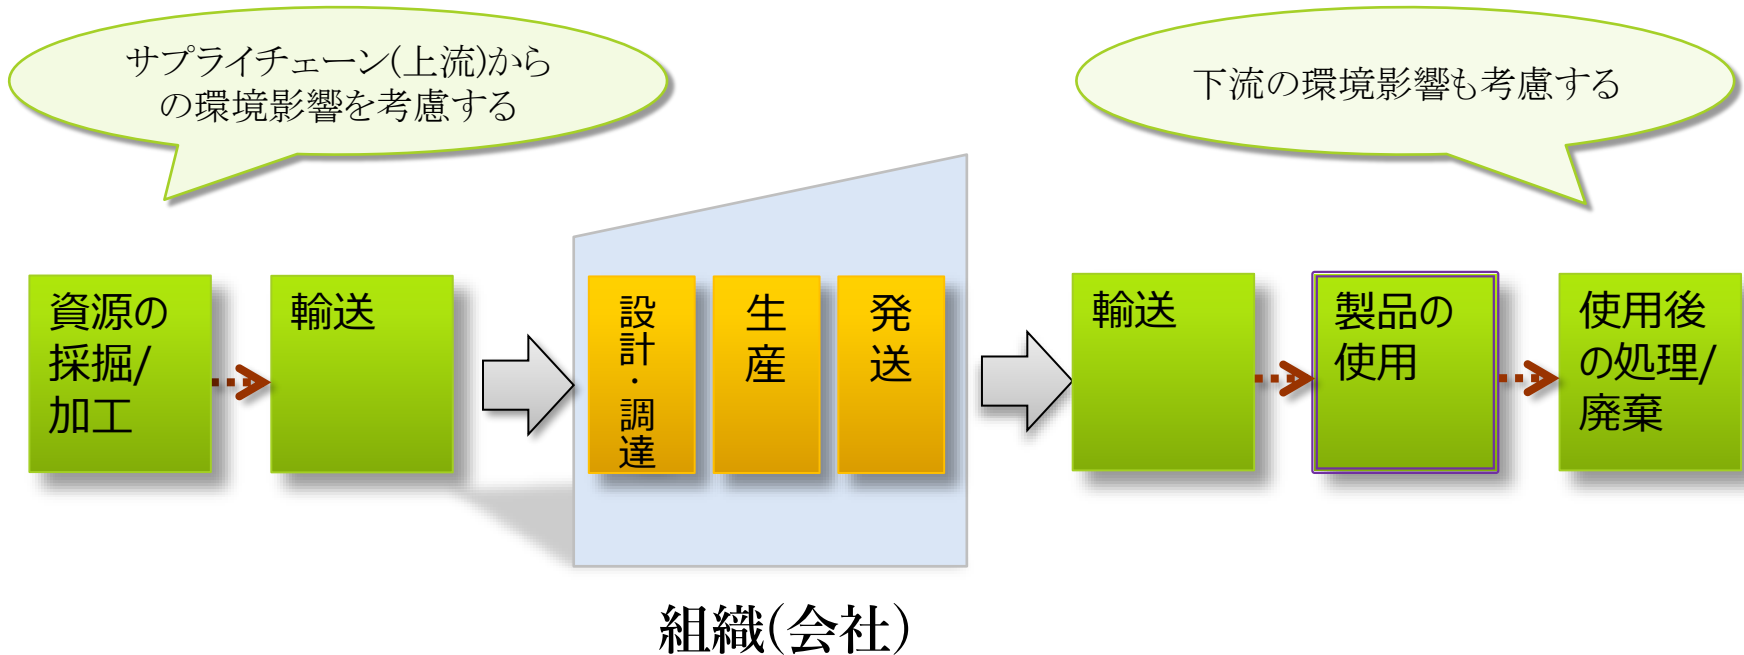 サプライチェーン(上流)から
の環境影響を考慮する
下流の環境影響も考慮する
資源の
採掘/
加工
輸送
設計・調達
生産
発送
輸送
製品の
使用
使用後
の処理/
廃棄
組織(会社)